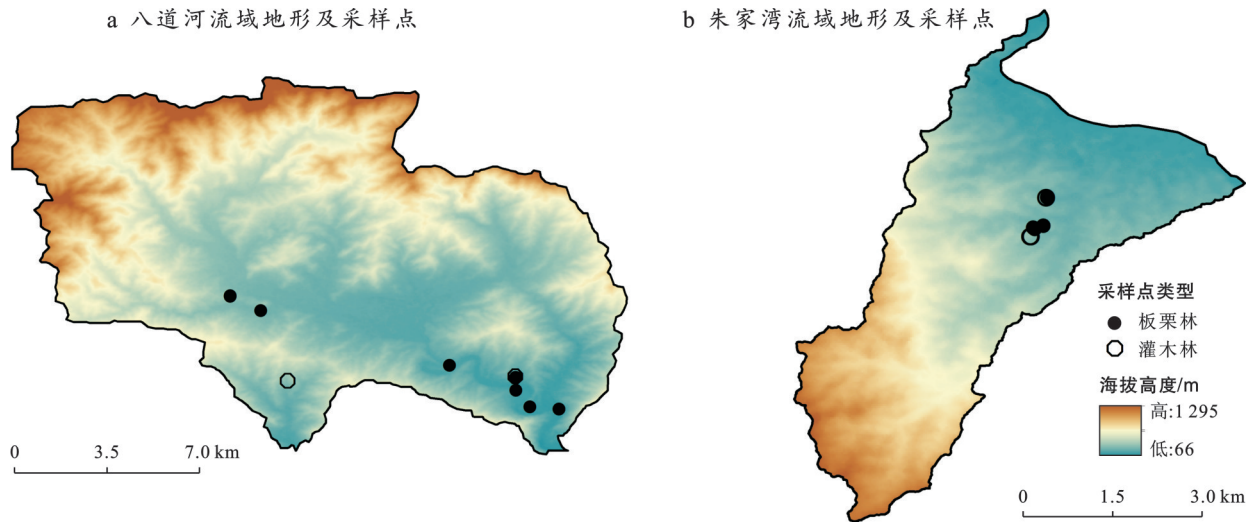 a 八道河流域地形及采样点
b 朱家湾流域地形及采样点
采样点类型
板栗林
灌木林
海拔高度/m
高:1 295
低:66
0 3.5 7.0 km
0 1.5 3.0 km